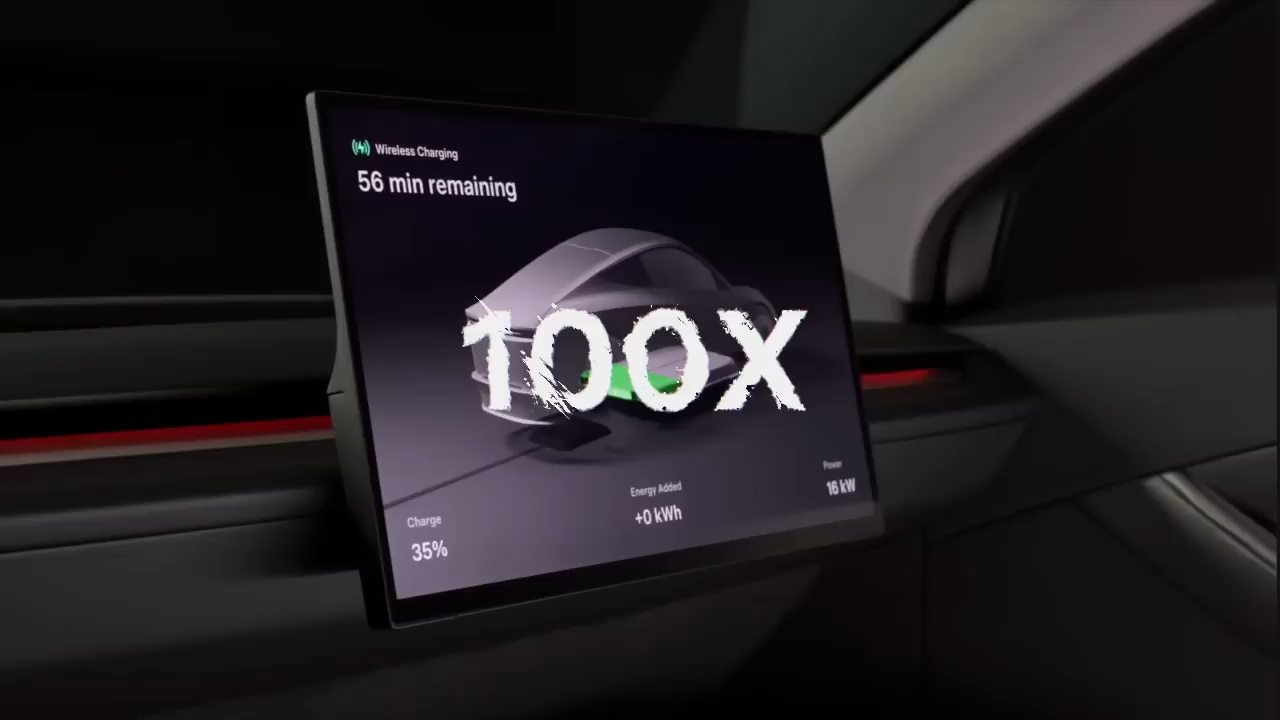 Wireless Charging
56 min remaining
100X
Charge
35%
Energy Added
+0 kWh
Power
16 kW